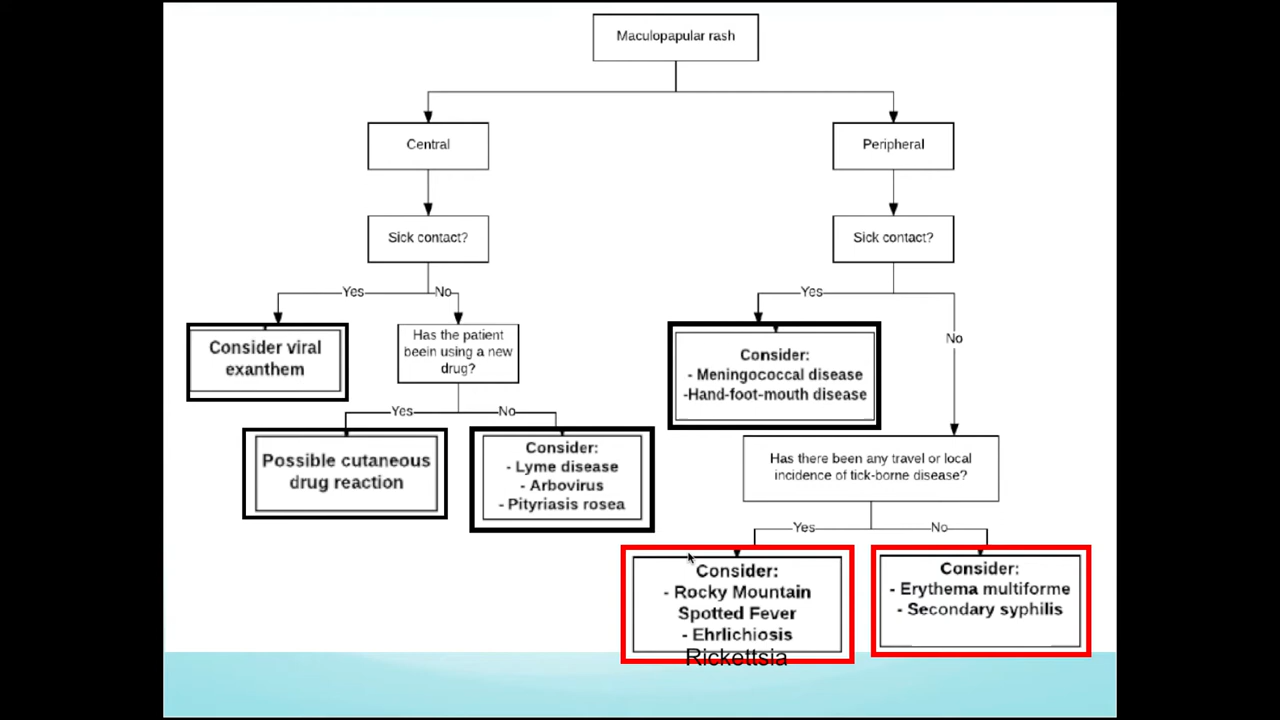 Maculopapular rash
Central
Peripheral
Sick contact?
Sick contact?
Yes
No
Yes
No
Consider viral
exanthem
Has the patient
beein using a new
drug?
Consider:
- Meningococcal disease
-Hand-foot-mouth disease
Yes
No
Possible cutaneous
drug reaction
Consider:
- Lyme disease
- Arbovirus
- Pityriasis rosea
Has there been any travel or local
incidence of tick-borne disease?
Yes
No
Consider:
- Rocky Mountain
Spotted Fever
- Ehrlichiosis
Rickettsia
Consider:
- Erythema multiforme
- Secondary syphilis